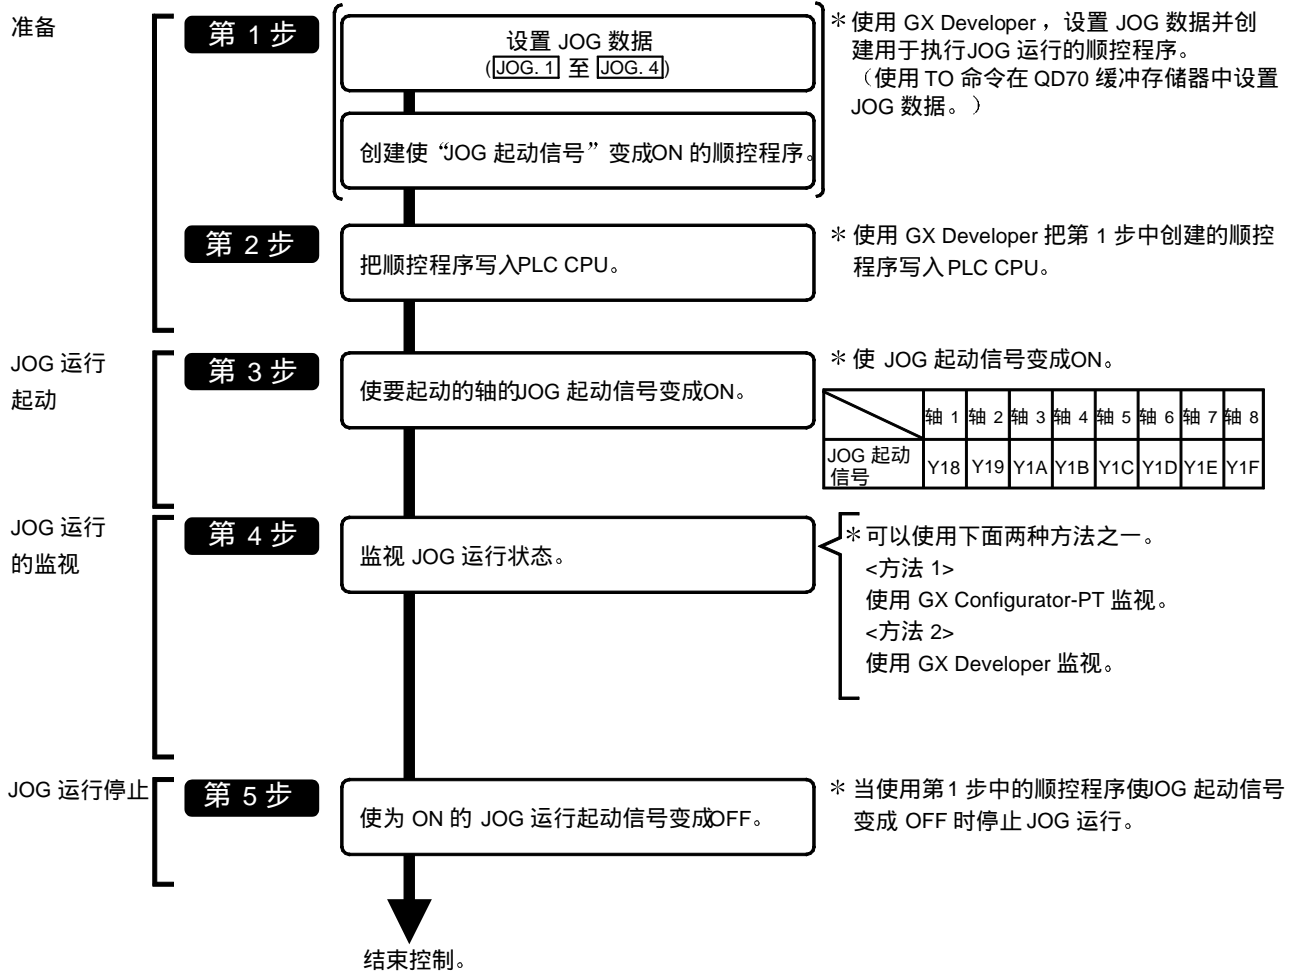 准备
第 1 步
设置 JOG 数据
(JOG. 1 至 JOG. 4)
创建使“JOG 起动信号”变成ON 的顺控程序。
＊使用 GX Developer，设置 JOG 数据并创
建用于执行JOG 运行的顺控程序。
（使用 TO 命令在 QD70 缓冲存储器中设置
JOG 数据。）
第 2 步
把顺控程序写入PLC CPU。
＊使用 GX Developer 把第 1 步中创建的顺控
程序写入PLC CPU。
JOG 运行
起动
第 3 步
使要起动的轴的JOG 起动信号变成ON。
＊使 JOG 起动信号变成ON。
轴 1 轴 2 轴 3 轴 4 轴 5 轴 6 轴 7 轴 8
JOG 起动
信号 Y18 Y19 Y1A Y1B Y1C Y1D Y1E Y1F
JOG 运行
的监视
第 4 步
监视 JOG 运行状态。
＊可以使用下面两种方法之一。
<方法 1>
使用 GX Configurator-PT 监视。
<方法 2>
使用 GX Developer 监视。
JOG 运行停止
第 5 步
使为 ON 的 JOG 运行起动信号变成OFF。
＊当使用第1 步中的顺控程序使JOG 起动信号
变成 OFF 时停止JOG 运行。
结束控制。